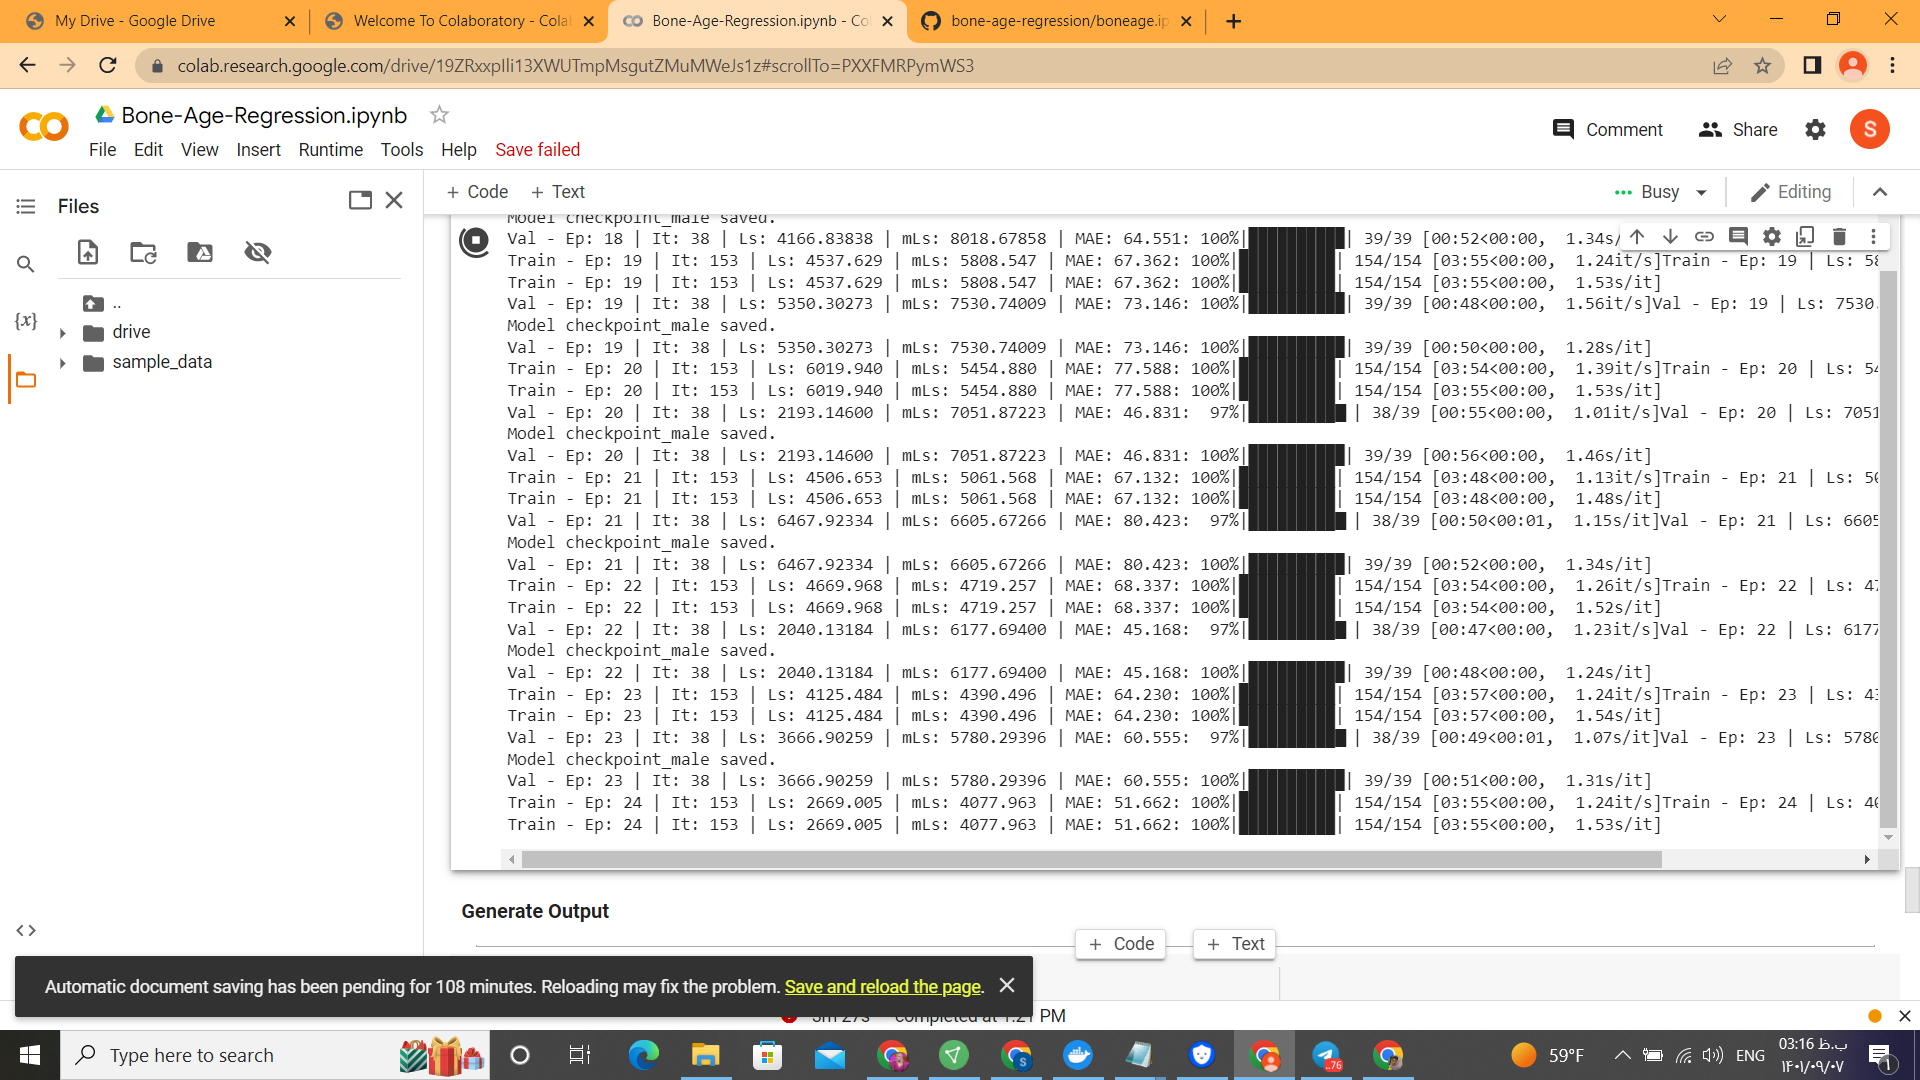 My Drive - Google Drive
Welcome To Colaboratory - Cola
Bone-Age-Regression.ipynb - Co
bone-age-regression/boneage.ip
colab.research.google.com/drive/19ZRxxpIli13XWUTmpMsgutZMuMWeJs1z#scrollTo=PXXFMRPymWS3
Bone-Age-Regression.ipynb
Comment
Share
S
File Edit View Insert Runtime Tools Help Save failed
Files
+ Code + Text
Busy
Editing
..
drive
sample_data
{x}
Model checkpoint_male saved.
Val - Ep: 18 | It: 38 | Ls: 4166.83838 | mLs: 8018.67858 | MAE: 64.551: 100%|██████████| 39/39 [00:52<00:00, 1.34s/
Train - Ep: 19 | It: 153 | Ls: 4537.629 | mLs: 5808.547 | MAE: 67.362: 100%|██████████| 154/154 [03:55<00:00, 1.24it/s]Train - Ep: 19 | Ls: 58
Train - Ep: 19 | It: 153 | Ls: 4537.629 | mLs: 5808.547 | MAE: 67.362: 100%|██████████| 154/154 [03:55<00:00, 1.53s/it]
Val - Ep: 19 | It: 38 | Ls: 5350.30273 | mLs: 7530.74009 | MAE: 73.146: 100%|██████████| 39/39 [00:48<00:00, 1.56it/s]Val - Ep: 19 | Ls: 7530.
Model checkpoint_male saved.
Val - Ep: 19 | It: 38 | Ls: 5350.30273 | mLs: 7530.74009 | MAE: 73.146: 100%|██████████| 39/39 [00:50<00:00, 1.28s/it]
Train - Ep: 20 | It: 153 | Ls: 6019.940 | mLs: 5454.880 | MAE: 77.588: 100%|██████████| 154/154 [03:54<00:00, 1.39it/s]Train - Ep: 20 | Ls: 54
Train - Ep: 20 | It: 153 | Ls: 6019.940 | mLs: 5454.880 | MAE: 77.588: 100%|██████████| 154/154 [03:55<00:00, 1.53s/it]
Val - Ep: 20 | It: 38 | Ls: 2193.14600 | mLs: 7051.87223 | MAE: 46.831: 97%|██████████| 38/39 [00:55<00:00, 1.01it/s]Val - Ep: 20 | Ls: 7051
Model checkpoint_male saved.
Val - Ep: 20 | It: 38 | Ls: 2193.14600 | mLs: 7051.87223 | MAE: 46.831: 100%|██████████| 39/39 [00:56<00:00, 1.46s/it]
Train - Ep: 21 | It: 153 | Ls: 4506.653 | mLs: 5061.568 | MAE: 67.132: 100%|██████████| 154/154 [03:48<00:00, 1.13it/s]Train - Ep: 21 | Ls: 50
Train - Ep: 21 | It: 153 | Ls: 4506.653 | mLs: 5061.568 | MAE: 67.132: 100%|██████████| 154/154 [03:48<00:00, 1.48s/it]
Val - Ep: 21 | It: 38 | Ls: 6467.92334 | mLs: 6605.67266 | MAE: 80.423: 97%|██████████| 38/39 [00:50<00:01, 1.15s/it]Val - Ep: 21 | Ls: 6605
Model checkpoint_male saved.
Val - Ep: 21 | It: 38 | Ls: 6467.92334 | mLs: 6605.67266 | MAE: 80.423: 100%|██████████| 39/39 [00:52<00:00, 1.34s/it]
Train - Ep: 22 | It: 153 | Ls: 4669.968 | mLs: 4719.257 | MAE: 68.337: 100%|██████████| 154/154 [03:54<00:00, 1.26it/s]Train - Ep: 22 | Ls: 47
Train - Ep: 22 | It: 153 | Ls: 4669.968 | mLs: 4719.257 | MAE: 68.337: 100%|██████████| 154/154 [03:54<00:00, 1.52s/it]
Val - Ep: 22 | It: 38 | Ls: 2040.13184 | mLs: 6177.69400 | MAE: 45.168: 97%|██████████| 38/39 [00:47<00:00, 1.23it/s]Val - Ep: 22 | Ls: 6177
Model checkpoint_male saved.
Val - Ep: 22 | It: 38 | Ls: 2040.13184 | mLs: 6177.69400 | MAE: 45.168: 100%|██████████| 39/39 [00:48<00:00, 1.24s/it]
Train - Ep: 23 | It: 153 | Ls: 4125.484 | mLs: 4390.496 | MAE: 64.230: 100%|██████████| 154/154 [03:57<00:00, 1.24it/s]Train - Ep: 23 | Ls: 43
Train - Ep: 23 | It: 153 | Ls: 4125.484 | mLs: 4390.496 | MAE: 64.230: 100%|██████████| 154/154 [03:57<00:00, 1.54s/it]
Val - Ep: 23 | It: 38 | Ls: 3666.90259 | mLs: 5780.29396 | MAE: 60.555: 97%|██████████| 38/39 [00:49<00:01, 1.07s/it]Val - Ep: 23 | Ls: 5780
Model checkpoint_male saved.
Val - Ep: 23 | It: 38 | Ls: 3666.90259 | mLs: 5780.29396 | MAE: 60.555: 100%|██████████| 39/39 [00:51<00:00, 1.31s/it]
Train - Ep: 24 | It: 153 | Ls: 2669.005 | mLs: 4077.963 | MAE: 51.662: 100%|██████████| 154/154 [03:55<00:00, 1.24it/s]Train - Ep: 24 | Ls: 40
Train - Ep: 24 | It: 153 | Ls: 2669.005 | mLs: 4077.963 | MAE: 51.662: 100%|██████████| 154/154 [03:55<00:00, 1.53s/it]
Generate Output
+ Code + Text
Automatic document saving has been pending for 108 minutes. Reloading may fix the problem. Save and reload the page.
3m 27s completed at 1:21 PM
Type here to search
..76
59°F
ENG
03:16 ب.ظ
۱۴۰۱/۰۹/۰۷
1